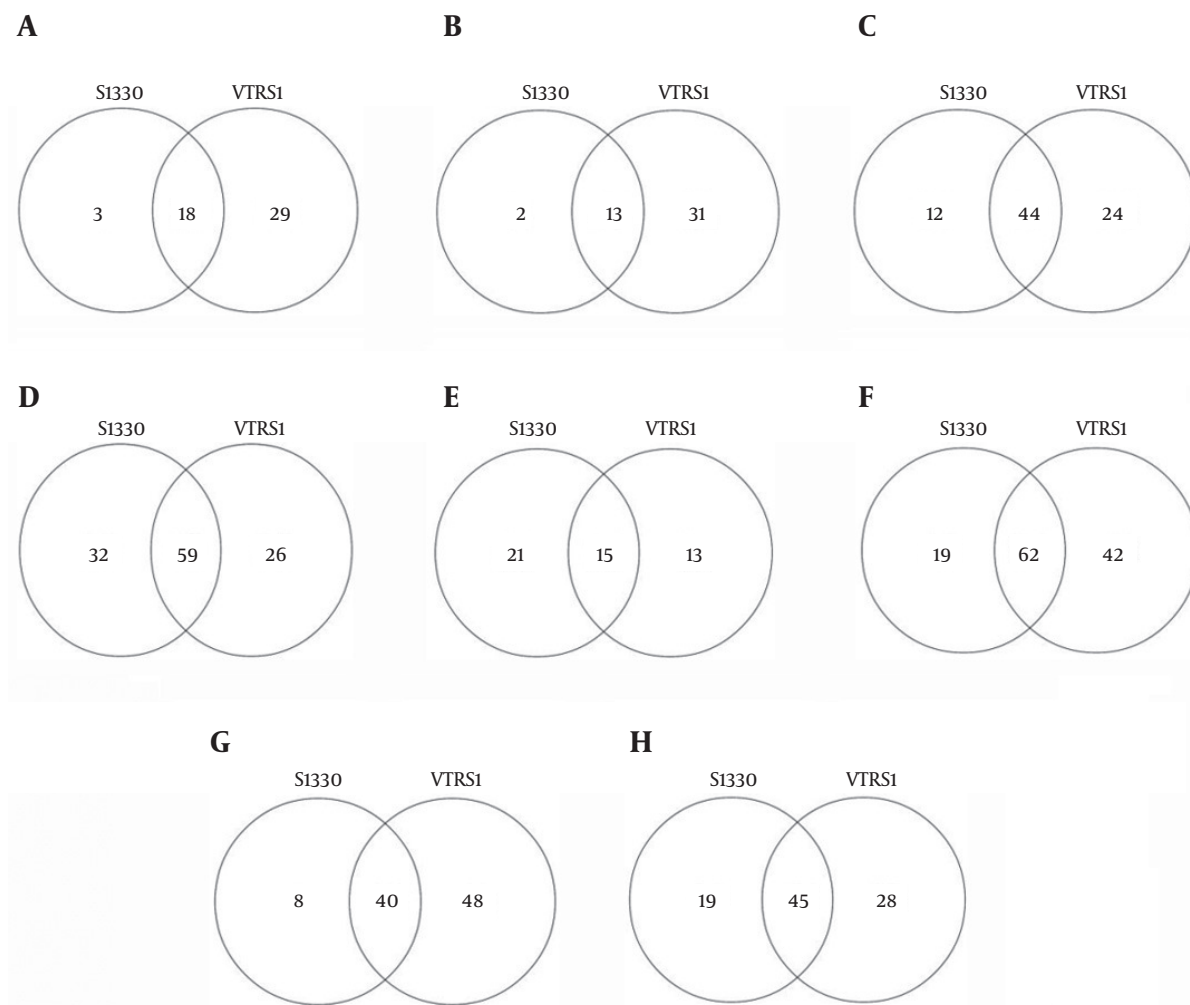 A B C
S1330 VTRS1 S1330 VTRS1 S1330 VTRS1
3 18 29 2 13 31 12 44 24
D E F
S1330 VTRS1 S1330 VTRS1 S1330 VTRS1
32 59 26 21 15 13 19 62 42
G H
S1330 VTRS1 S1330 VTRS1
8 40 48 19 45 28